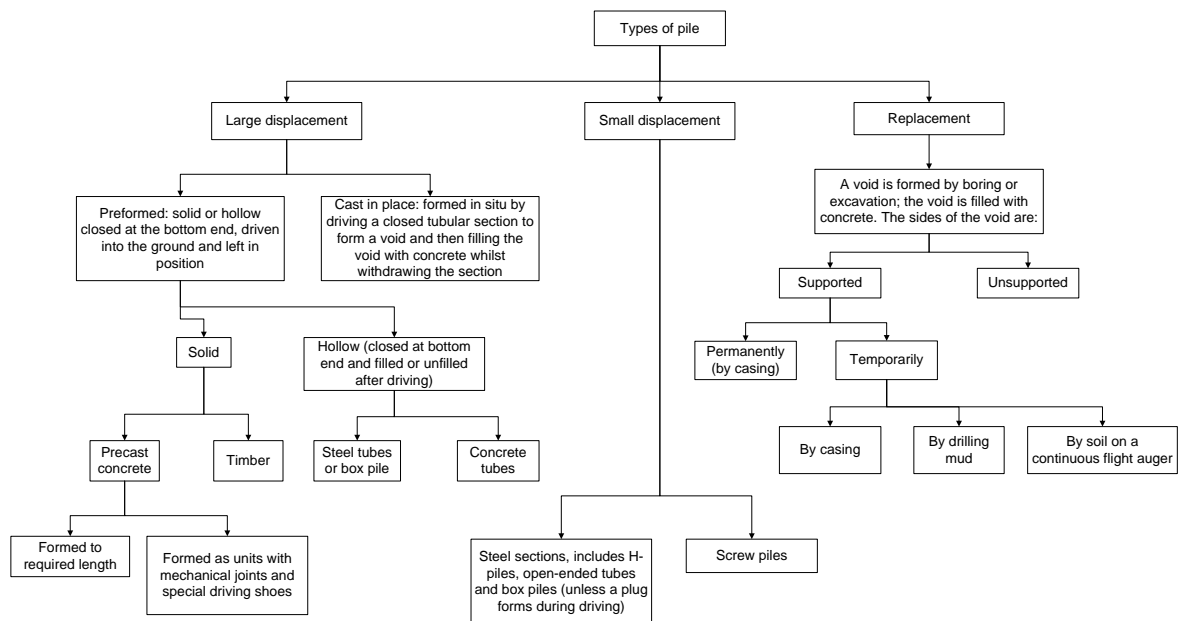 Types of pile
Large displacement
Small displacement
Replacement
Preformed: solid or hollow
closed at the bottom end, driven
into the ground and left in
position
Cast in place: formed in situ by
driving a closed tubular section to
form a void and then filling the
void with concrete whilst
withdrawing the section
A void is formed by boring or
excavation; the void is filled with
concrete. The sides of the void are:
Supported
Unsupported
Solid
Hollow (closed at bottom
end and filled or unfilled
after driving)
Permanently
(by casing)
Temporarily
Precast
concrete
Timber
Steel tubes
or box pile
Concrete
tubes
By casing
By drilling
mud
By soil on a
continuous flight auger
Formed to
required length
Formed as units with
mechanical joints and
special driving shoes
Steel sections, includes H-
piles, open-ended tubes
and box piles (unless a plug
forms during driving)
Screw piles